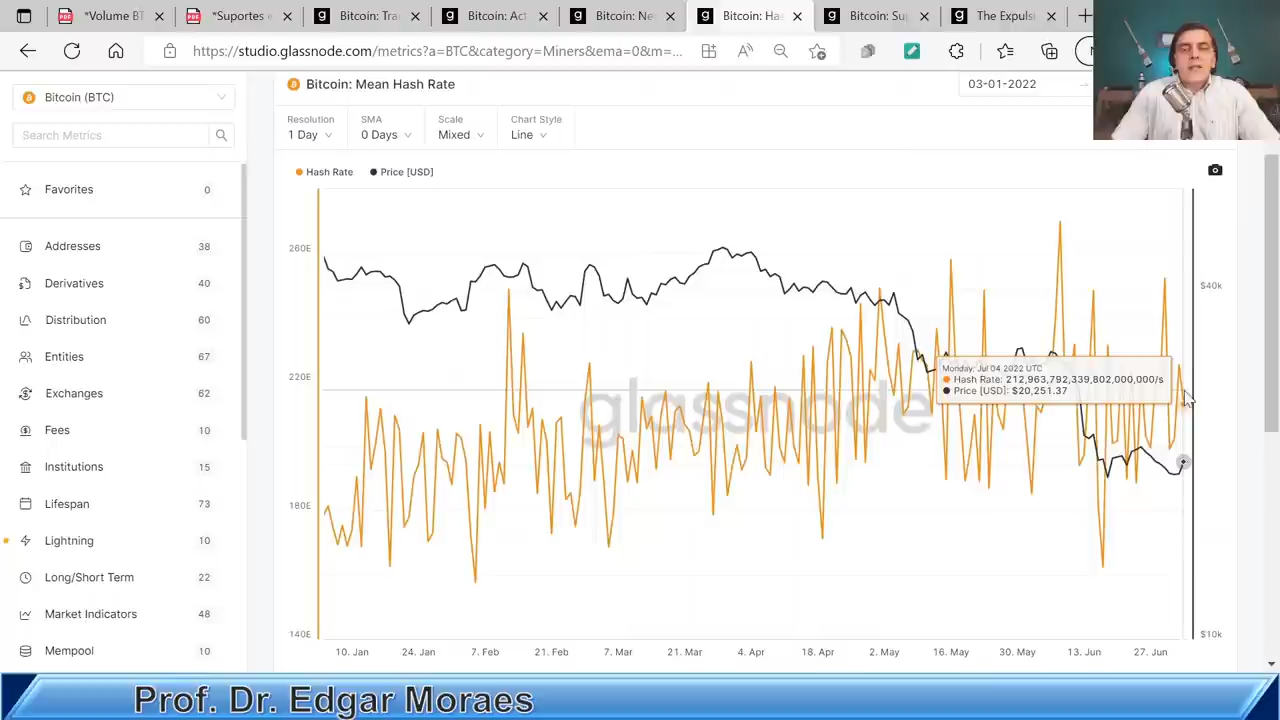 "Volume BT
"Suportes e
Bitcoin: Tra
Bitcoin: Act
Bitcoin: Ne
Bitcoin: Ha
Bitcoin: Su
The Expulsi
https://studio.glassnode.com/metrics?a=BTC&category=Miners&ema=0&m=...
Bitcoin (BTC)
Search Metrics
Favorites 0
Addresses 38
Derivatives 40
Distribution 60
Entities 67
Exchanges 62
Fees 10
Institutions 15
Lifespan 73
Lightning 10
Long/Short Term 22
Market Indicators 48
Mempool 10
Bitcoin: Mean Hash Rate
03-01-2022
Resolution SMA Scale Chart Style
1 Day 0 Days Mixed Line
Hash Rate Price [USD]
260E
220E
180E
140E
$40k
$10k
glassnode
Monday, Jul 04 2022 UTC
Hash Rate: 212,963,792,339,802,000,000/s
Price [USD]: $20,251.37
10. Jan 24. Jan 7. Feb 21. Feb 7. Mar 21. Mar 4. Apr 18. Apr 2. May 16. May 30. May 13. Jun 27. Jun
Prof. Dr. Edgar Moraes